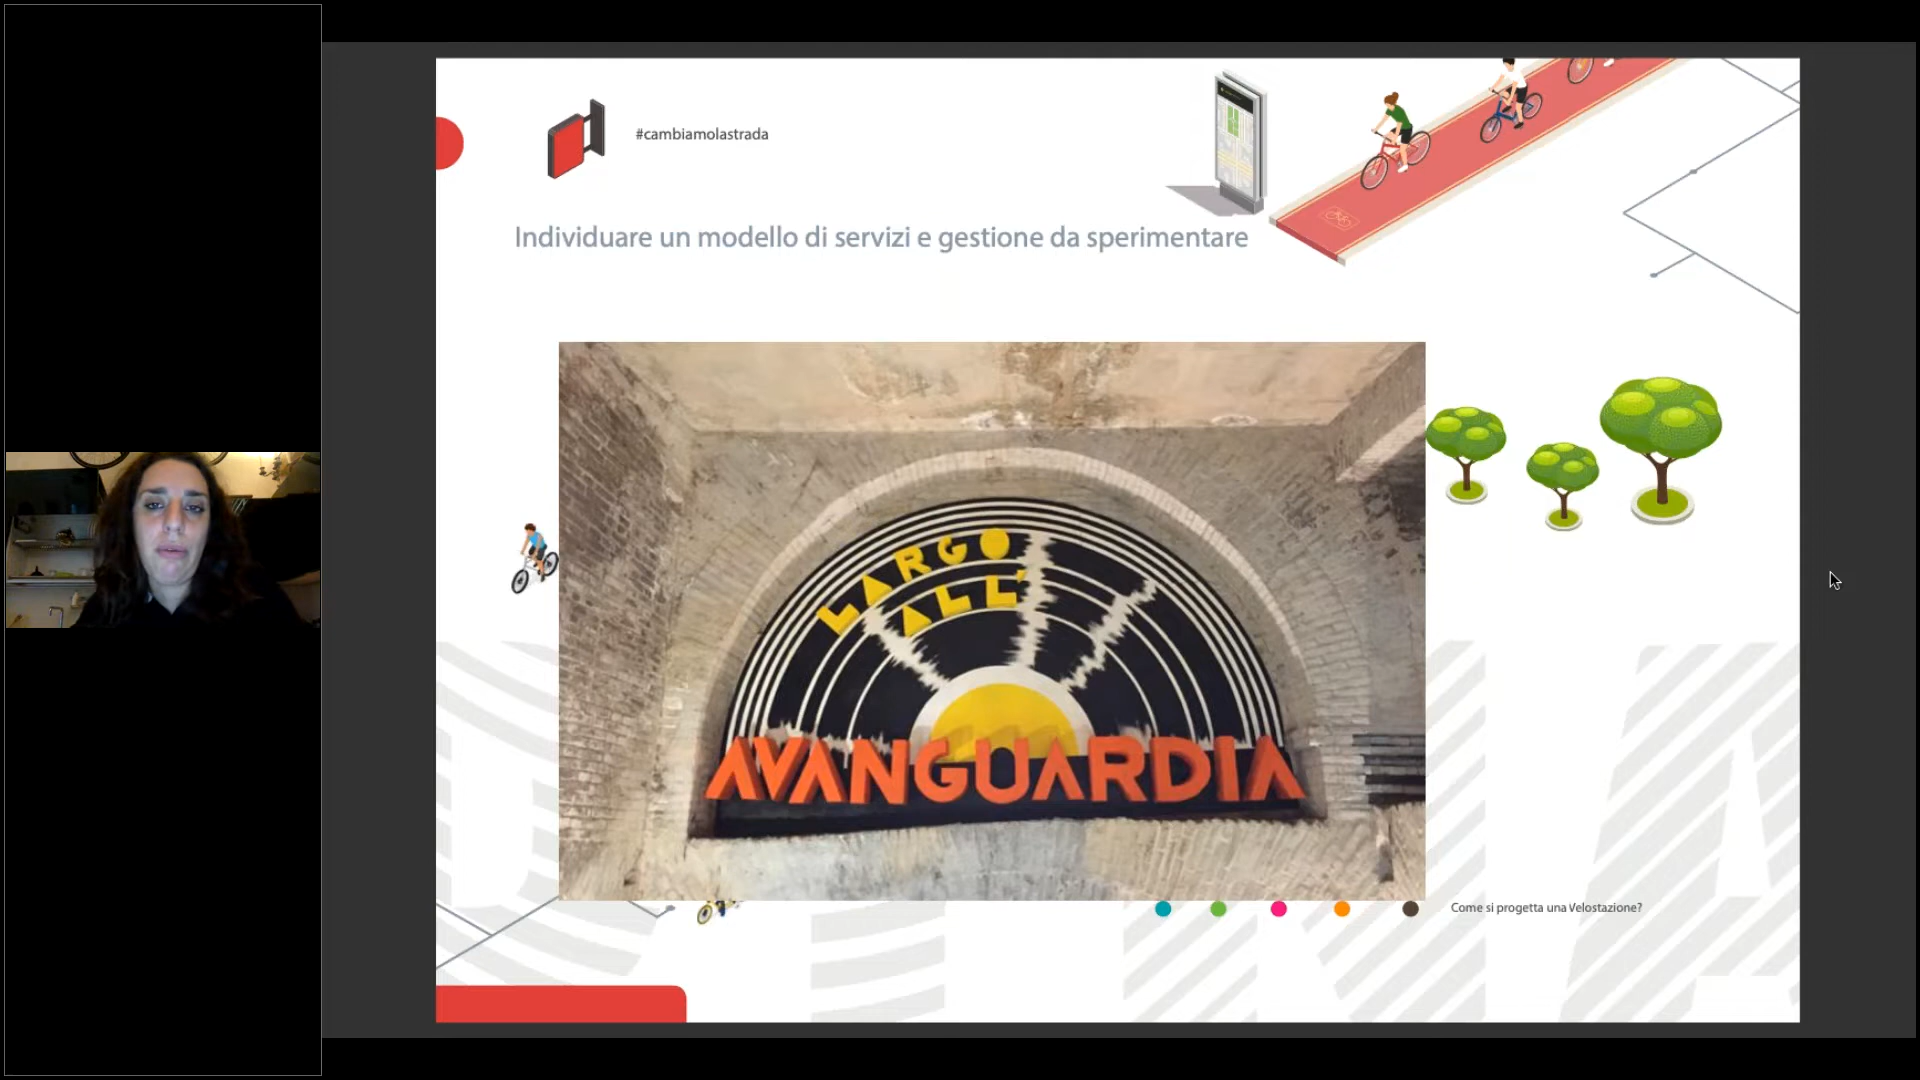 #cambiamolastrada
Individuare un modello di servizi e gestione da sperimentare
LARGO
ALL'
AVANGUARDIA
Come si progetta una Velostazione?